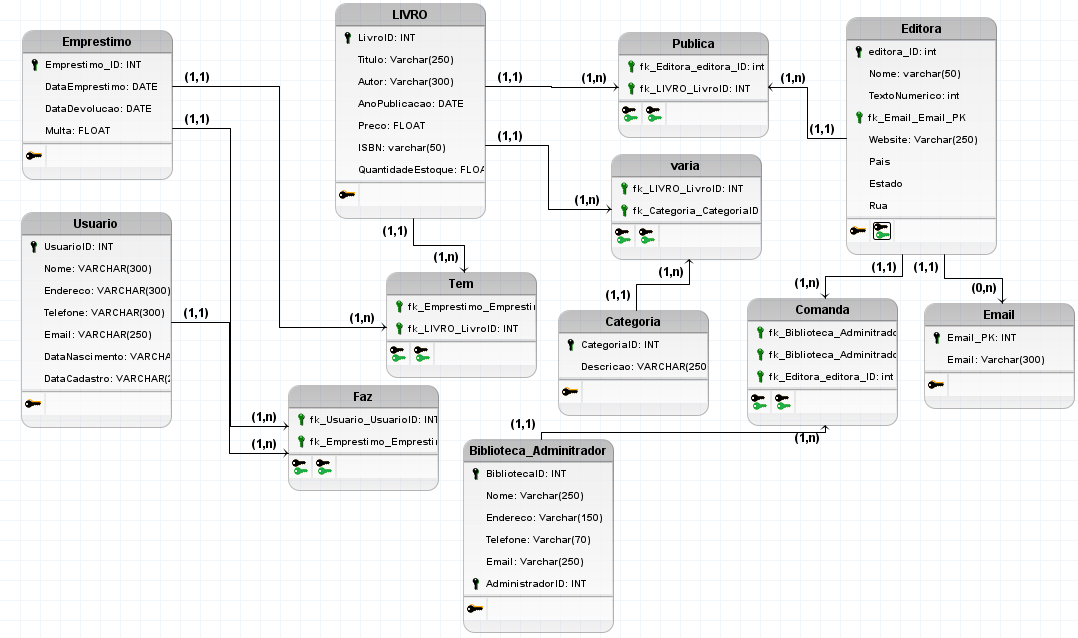 Emprestimo
Emprestimo_ID: INT
DataEmprestimo: DATE
DataDevolucao: DATE
Multa: FLOAT
(1,1)
(1,1)
LIVRO
LivroID: INT
Titulo: Varchar(250)
Autor: Varchar(300)
AnoPublicacao: DATE
Preco: FLOAT
ISBN: varchar(50)
QuantidadeEstoque: FLOA
(1,1)
(1,n)
(1,1)
(1,n)
(1,1)
(1,n)
Publica
fk_Editora_editora_ID: int
fk_LIVRO_LivroID: INT
(1,n)
(1,1)
Editora
editora_ID: int
Nome: varchar(50)
TextoNumerico: int
fk_Email_Email_PK
Website: Varchar(250)
Pais
Estado
Rua
varia
fk_LIVRO_LivroID: INT
fk_Categoria_CategoriaID
(1,n)
(1,1)
Usuario
UsuarioID: INT
Nome: VARCHAR(300)
Endereco: VARCHAR(300)
Telefone: VARCHAR(300)
Email: VARCHAR(250)
DataNascimento: VARCHA
DataCadastro: VARCHAR(2
(1,1)
(1,n)
Tem
fk_Emprestimo_Empresti
fk_LIVRO_LivroID: INT
Categoria
CategoriaID: INT
Descricao: VARCHAR(250
(1,1)
(1,1)
(1,n)
(0,n)
Comanda
fk_Biblioteca_Adminitrado
fk_Biblioteca_Adminitrado
fk_Editora_editora_ID: int
Email
Email_PK: INT
Email: Varchar(300)
Faz
fk_Usuario_UsuarioID: INT
fk_Emprestimo_Empresti
(1,n)
(1,n)
(1,1)
(1,n)
Biblioteca_Adminitrador
BibliotecaID: INT
Nome: Varchar(250)
Endereco: Varchar(150)
Telefone: Varchar(70)
Email: Varchar(250)
AdministradorID: INT